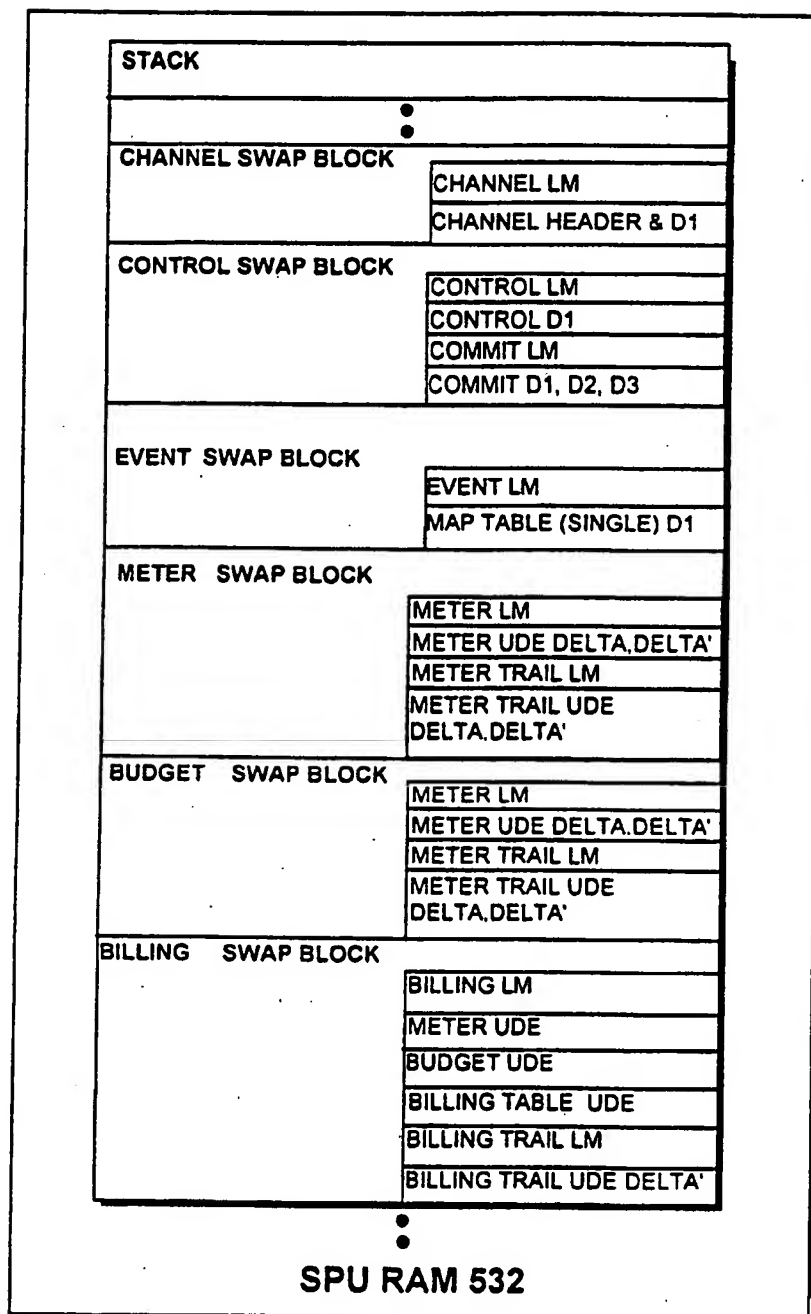 STACK
CHANNEL SWAP BLOCK
CHANNEL LM
CHANNEL HEADER & D1
CONTROL SWAP BLOCK
CONTROL LM
CONTROL D1
COMMIT LM
COMMIT D1, D2, D3
EVENT SWAP BLOCK
EVENT LM
MAP TABLE (SINGLE) D1
METER SWAP BLOCK
METER LM
METER UDE DELTA,DELTA'
METER TRAIL LM
METER TRAIL UDE
DELTA,DELTA'
BUDGET SWAP BLOCK
METER LM
METER UDE DELTA,DELTA'
METER TRAIL LM
METER TRAIL UDE
DELTA,DELTA'
BILLING SWAP BLOCK
BILLING LM
METER UDE
BUDGET UDE
BILLING TABLE UDE
BILLING TRAIL LM
BILLING TRAIL UDE DELTA'
SPU RAM 532